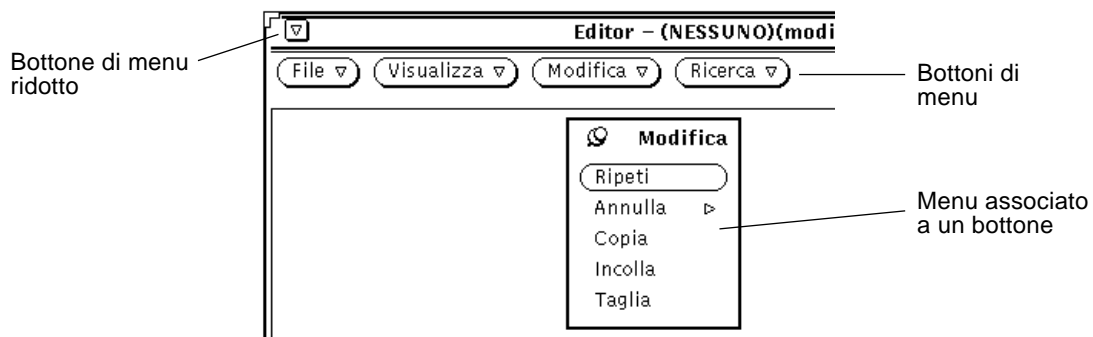 Editor – (NESSUNO)(modi
Bottone di menu
ridotto
File Visualizza Modifica Ricerca
Bottoni di
menu
Modifica
Ripeti
Annulla
Copia
Incolla
Taglia
Menu associato
a un bottone